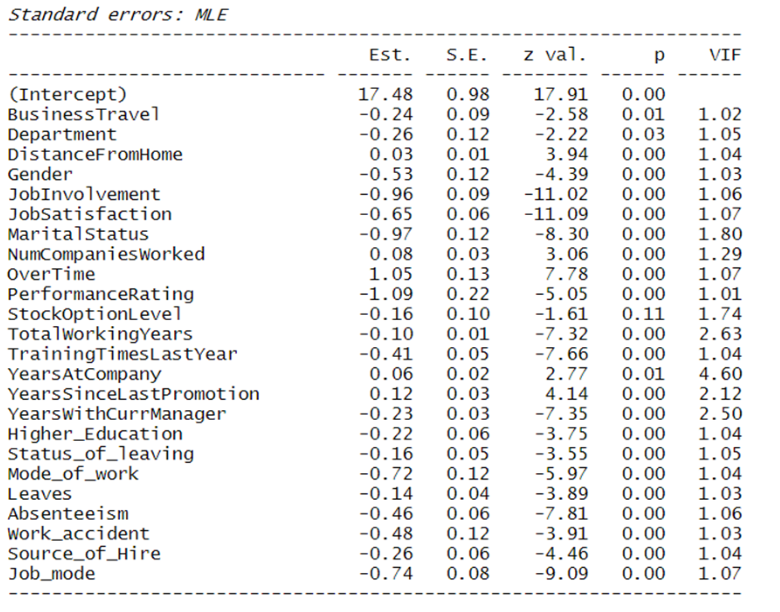 Standard errors: MLE
Est. S.E. z val. p VIF
(Intercept) 17.48 0.98 17.91 0.00
BusinessTravel -0.24 0.09 -2.58 0.01 1.02
Department -0.26 0.12 -2.22 0.03 1.05
DistanceFromHome 0.03 0.01 3.94 0.00 1.04
Gender -0.53 0.12 -4.39 0.00 1.03
JobInvolvement -0.96 0.09 -11.02 0.00 1.06
JobSatisfaction -0.65 0.06 -11.09 0.00 1.07
MaritalStatus -0.97 0.12 -8.30 0.00 1.80
NumCompaniesWorked 0.08 0.03 3.06 0.00 1.29
OverTime 1.05 0.13 7.78 0.00 1.07
PerformanceRating -1.09 0.22 -5.05 0.00 1.01
StockOptionLevel -0.16 0.10 -1.61 0.11 1.74
TotalWorkingYears -0.10 0.01 -7.32 0.00 2.63
TrainingTimesLastYear -0.41 0.05 -7.66 0.00 1.04
YearsAtCompany 0.06 0.02 2.77 0.01 4.60
YearsSinceLastPromotion 0.12 0.03 4.14 0.00 2.12
YearsWithCurrManager -0.23 0.03 -7.35 0.00 2.50
Higher_Education -0.22 0.06 -3.75 0.00 1.04
Status_of_leaving -0.16 0.05 -3.55 0.00 1.05
Mode_of_work -0.72 0.12 -5.97 0.00 1.04
Leaves -0.14 0.04 -3.89 0.00 1.03
Absenteeism -0.46 0.06 -7.81 0.00 1.06
Work_accident -0.48 0.12 -3.91 0.00 1.03
Source_of_Hire -0.26 0.06 -4.46 0.00 1.04
Job_mode -0.74 0.08 -9.09 0.00 1.07